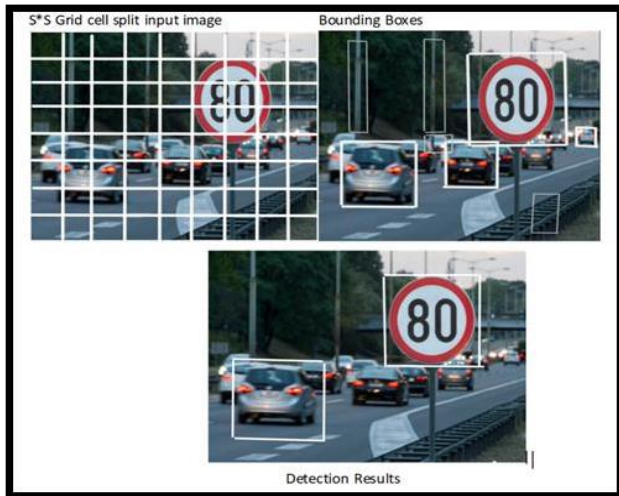 S*S Grid cell split input image
Bounding Boxes
80
80
80
Detection Results